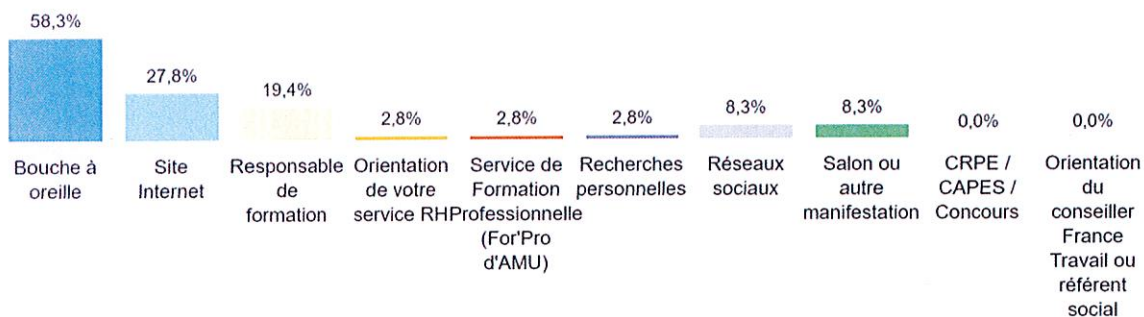 58,3%
27,8%
19,4%
2,8%
2,8%
2,8%
8,3%
8,3%
0,0%
0,0%
Bouche à
oreille
Site
Internet
Responsable
de
formation
Orientation
de votre
service RH
Service de
Formation
Professionnelle
(For'Pro
d'AMU)
Recherches
personnelles
Réseaux
sociaux
Salon ou
autre
manifestation
CRPE /
CAPES /
Concours
Orientation
du
conseiller
France
Travail ou
référent
social